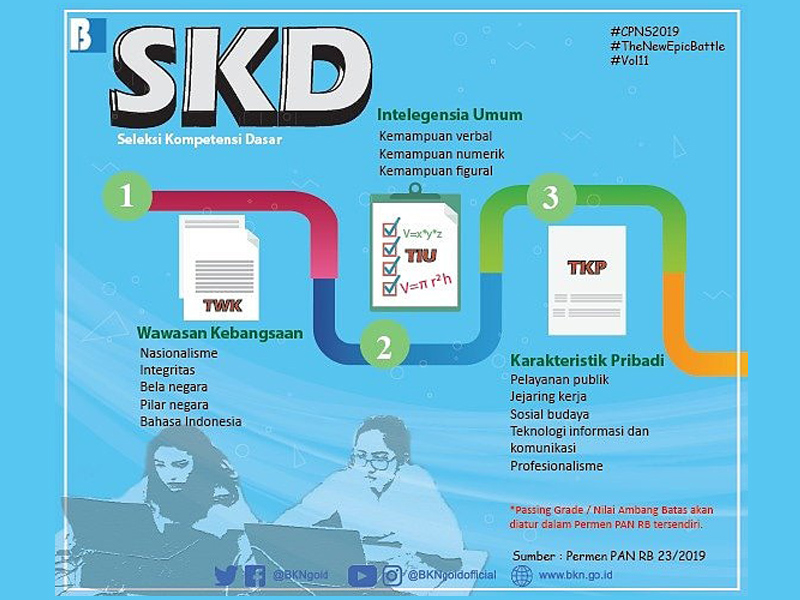 B
SKD
Seleksi Kompetensi Dasar
#CPNS2019
#TheNewEpicBattle
#Vol11
1
TWK
Wawasan Kebangsaan
Nasionalisme
Integritas
Bela negara
Pilar negara
Bahasa Indonesia
Intelegensia Umum
Kemampuan verbal
Kemampuan numerik
Kemampuan figural
V=x*y*z
TIU
V=π r²h
2
3
TKP
Karakteristik Pribadi
Pelayanan publik
Jejaring kerja
Sosial budaya
Teknologi informasi dan
komunikasi
Profesionalisme
*Passing Grade / Nilai Ambang Batas akan
diatur dalam Permen PAN RB tersendiri.
Sumber : Permen PAN RB 23/2019
@BKNgoid @BKNgoidofficial www.bkn.go.id